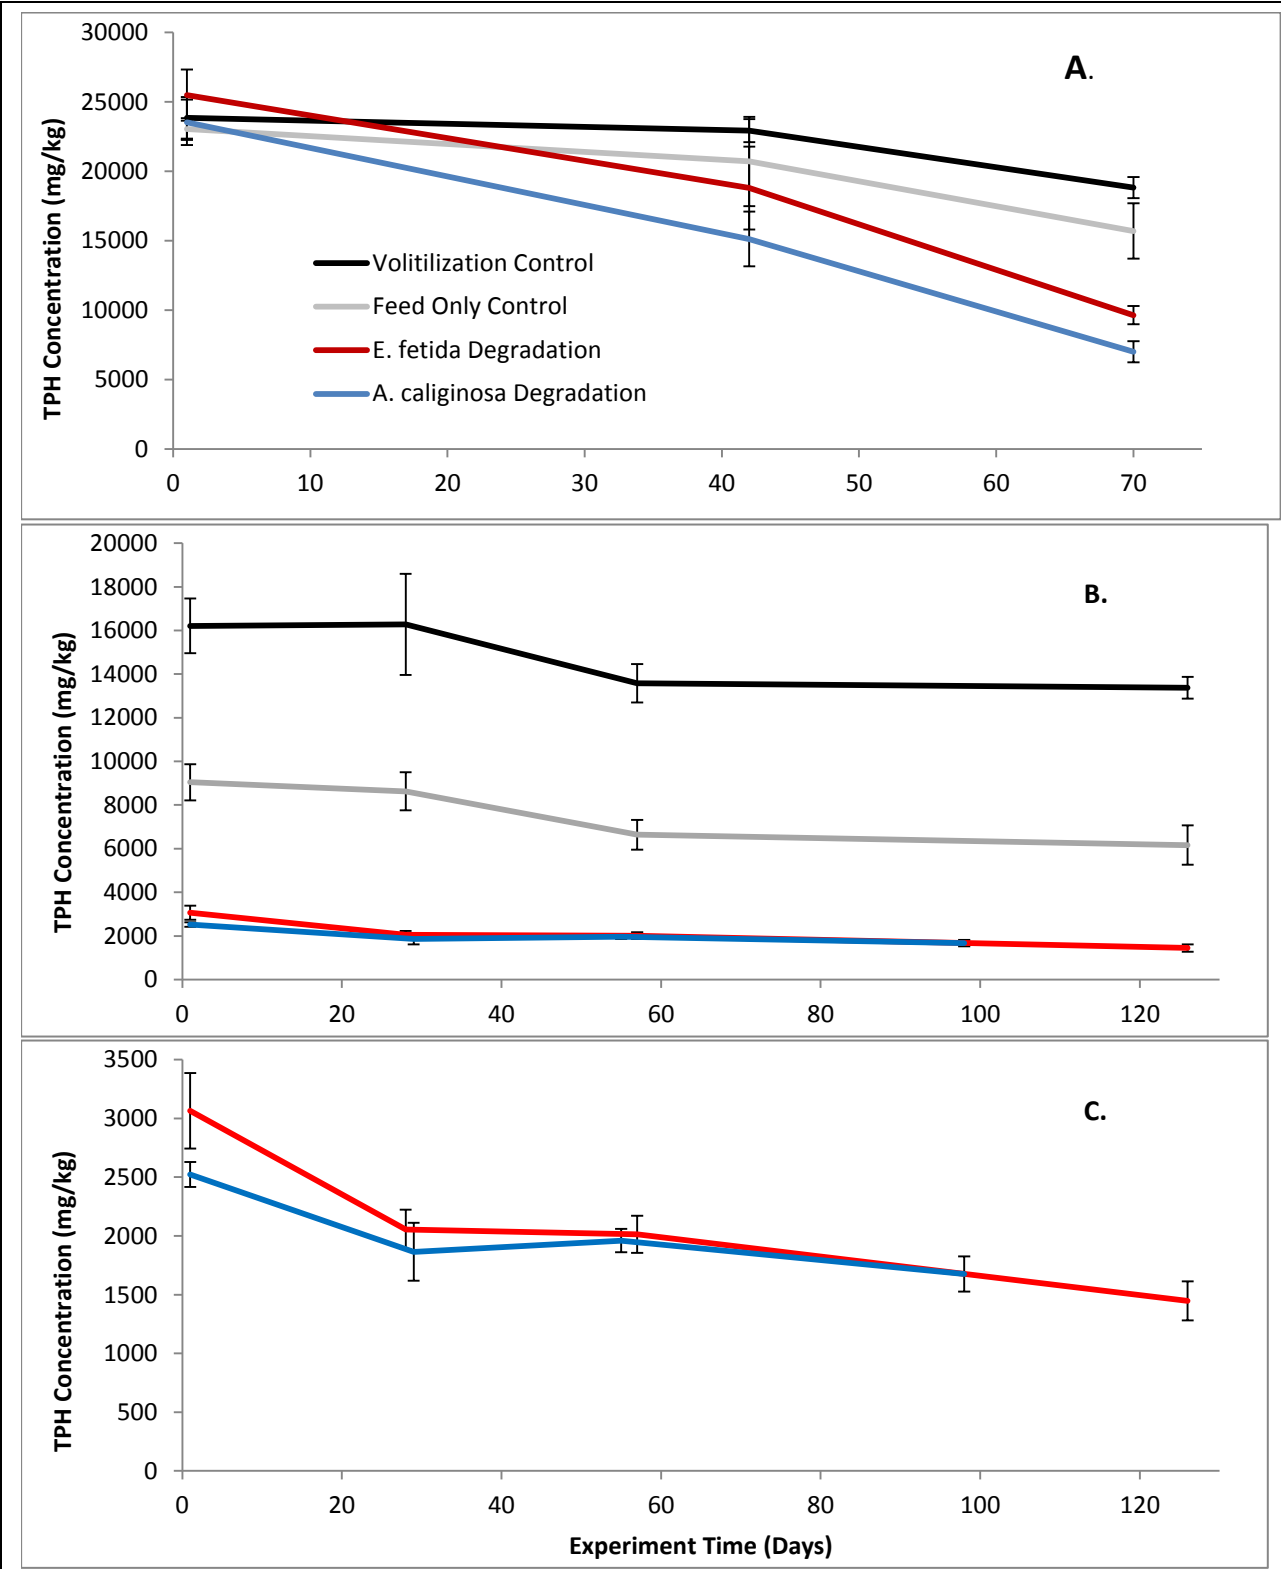 30000
25000
20000
15000
10000
5000
0
TPH Concentration (mg/kg)
A.
Volitilization Control
Feed Only Control
E. fetida Degradation
A. caliginosa Degradation
0 10 20 30 40 50 60 70
20000
18000
16000
14000
12000
10000
8000
6000
4000
2000
0
TPH Concentration (mg/kg)
B.
0 20 40 60 80 100 120
3500
3000
2500
2000
1500
1000
500
0
TPH Concentration (mg/kg)
C.
0 20 40 60 80 100 120
Experiment Time (Days)